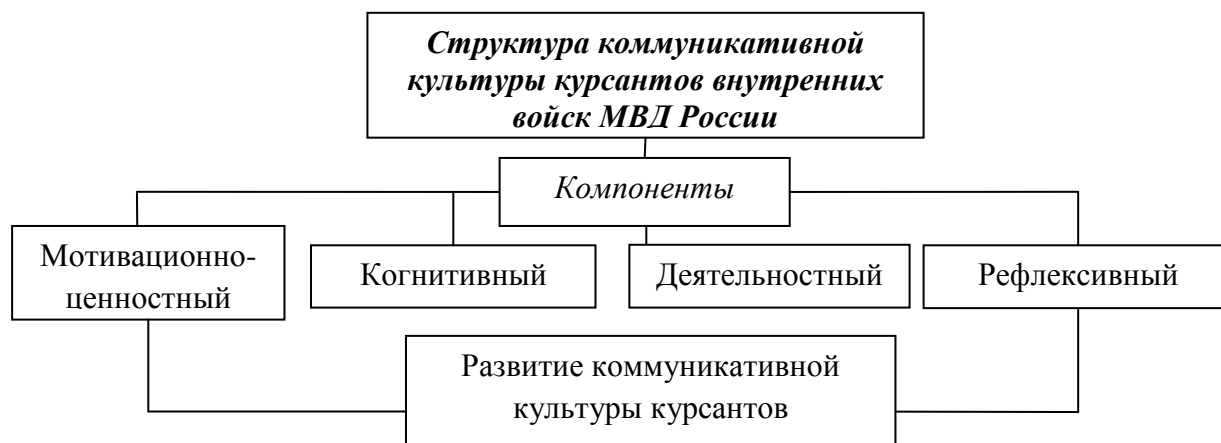 Структура коммуникативной
культуры курсантов внутренних
войск МВД России
Компоненты
Мотивационно-
ценностный
Когнитивный
Деятельностный
Рефлексивный
Развитие коммуникативной
культуры курсантов